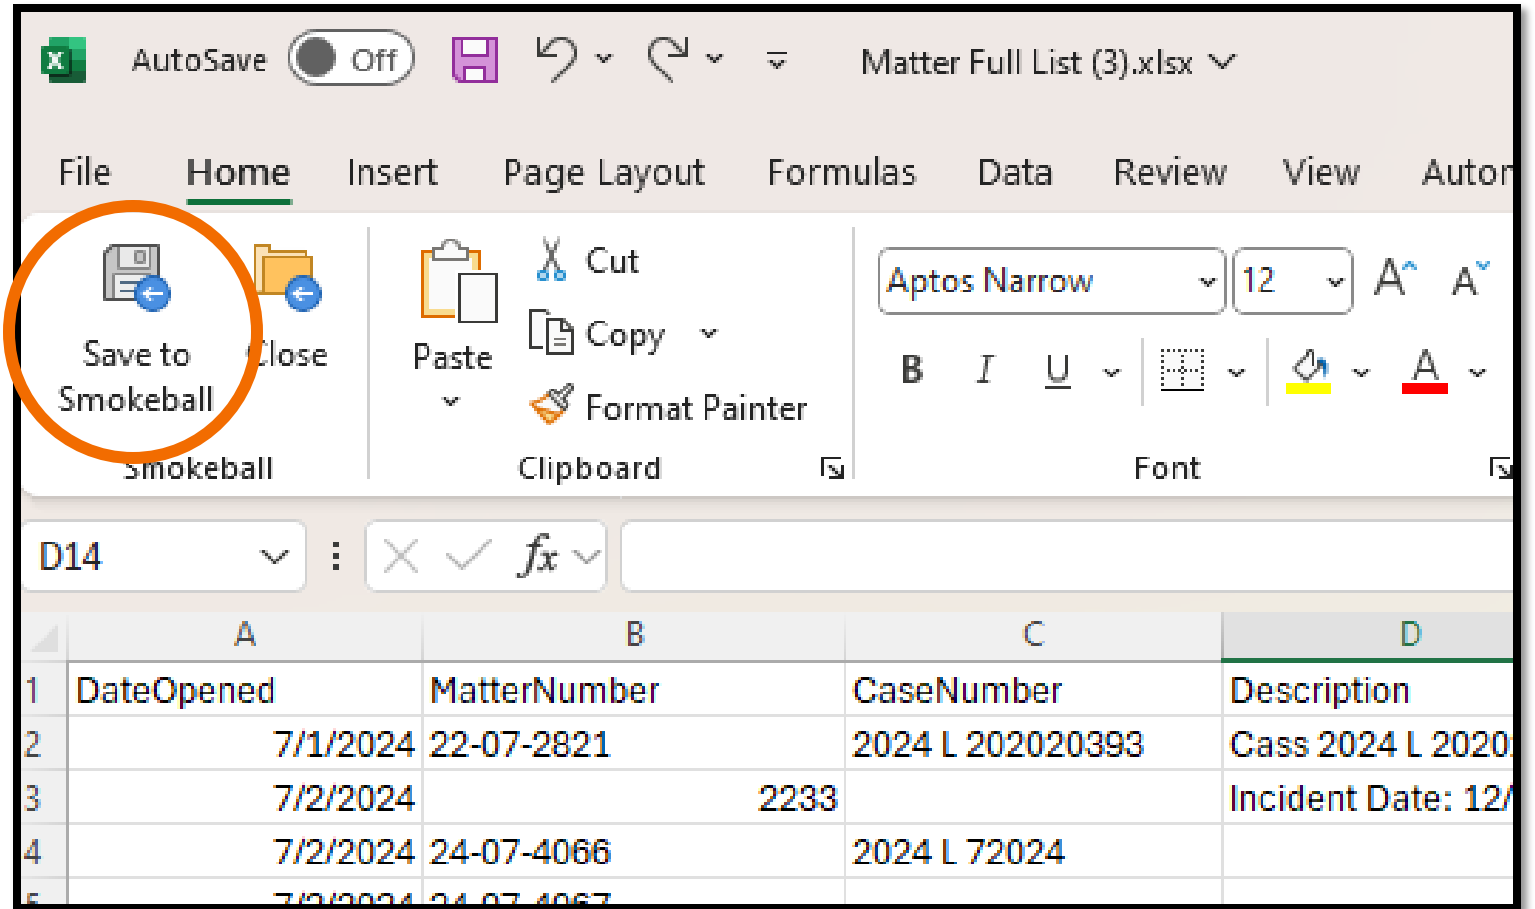 AutoSave Off Matter Full List (3).xlsx
File Home Insert Page Layout Formulas Data Review View
Save to
Smokeball
Close
Smokeball
Paste
Cut
Copy
Format Painter
Clipboard
Aptos Narrow 12
B I U A
Font
D14 fx
A B C D
1 DateOpened MatterNumber CaseNumber Description
2 7/1/2024 22-07-2821 2024 L 202020393 Cass 2024 L 2020
3 7/2/2024 2233 Incident Date: 12/
4 7/2/2024 24-07-4066 2024 L 72024